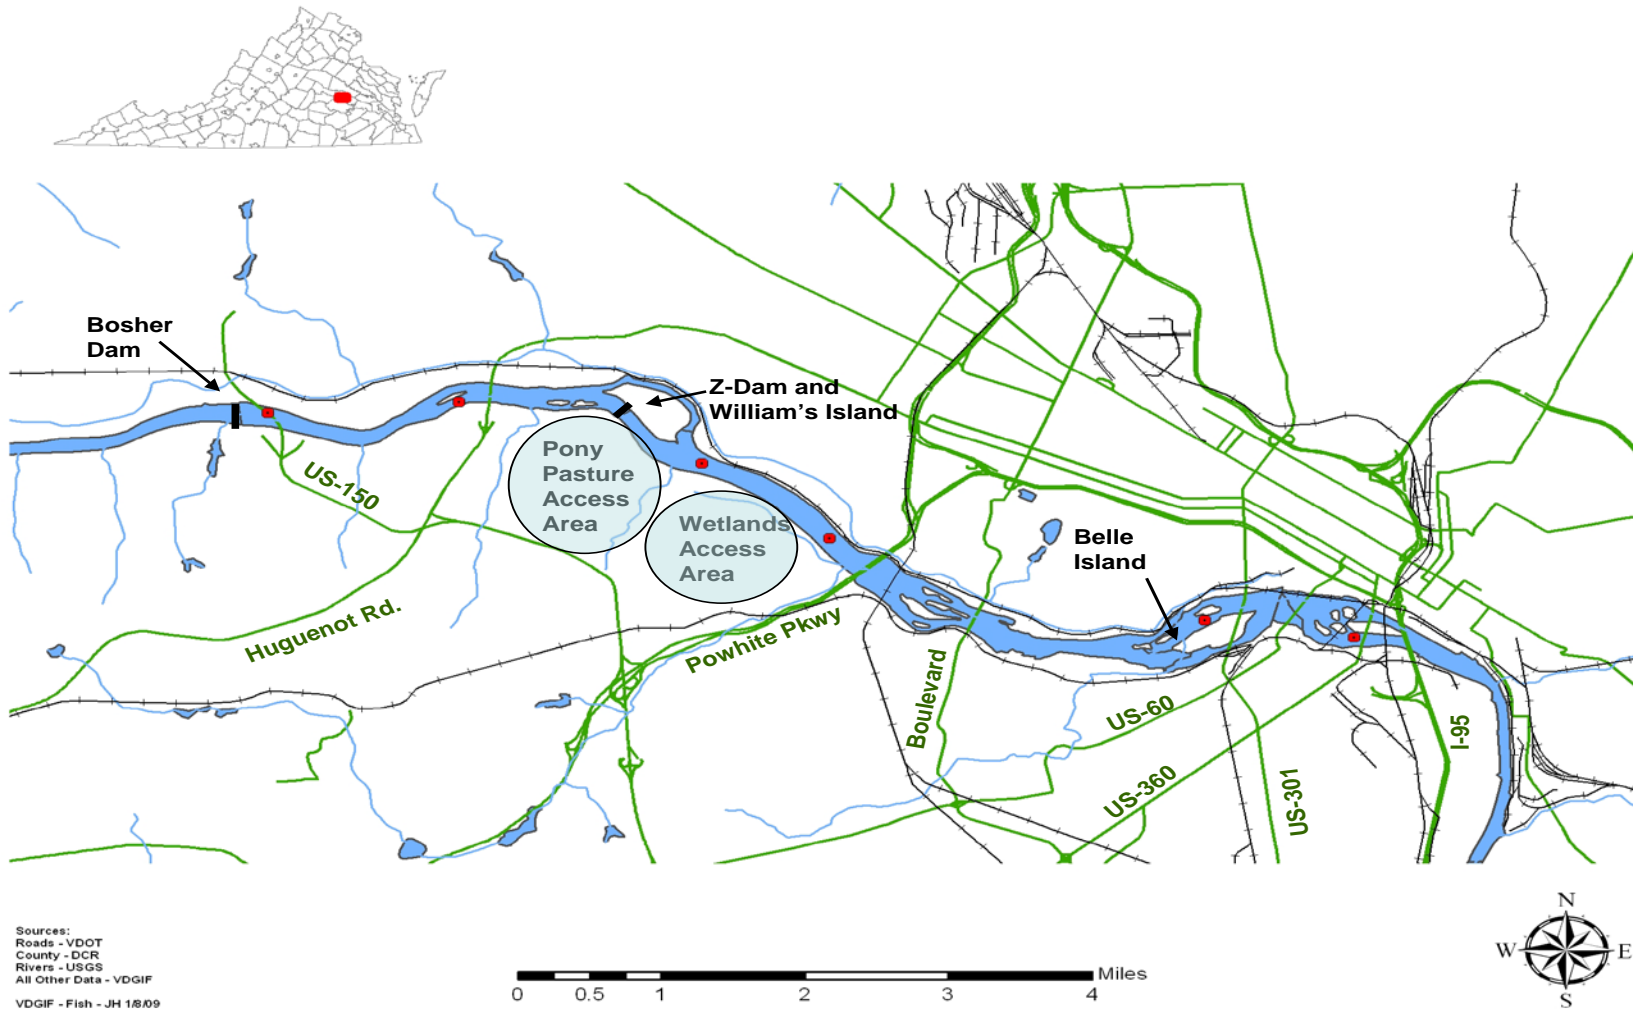 Bosher
Dam
Z-Dam and
William's Island
Pony
Pasture
Access
Area
US-150
Wetlands
Access
Area
Belle
Island
Huguenot Rd.
Powhite Pkwy
Boulevard
US-60
US-360
US-301
I-95
Sources:
Roads - VDOT
County - DCR
Rivers - USGS
All Other Data - VDGIF
VDGIF - Fish - JH 1/8/09
Miles
0 0.5 1 2 3 4
N
W E
S